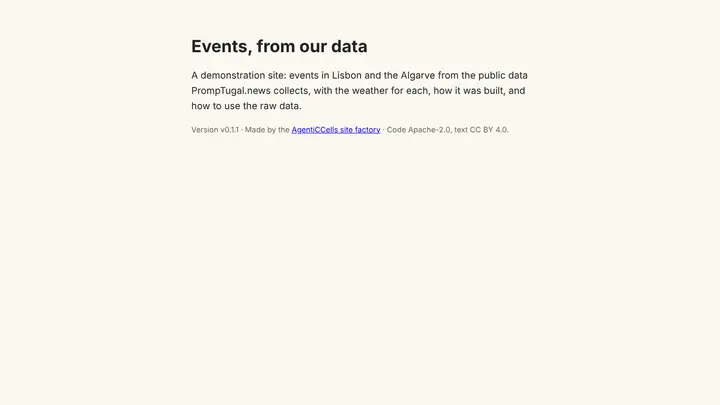 Events, from our data
A demonstration site: events in Lisbon and the Algarve from the public data
PrompTugal.news collects, with the weather for each, how it was built, and
how to use the raw data.
Version v0.1.1 · Made by the AgentiCCells site factory · Code Apache-2.0, text CC BY 4.0.